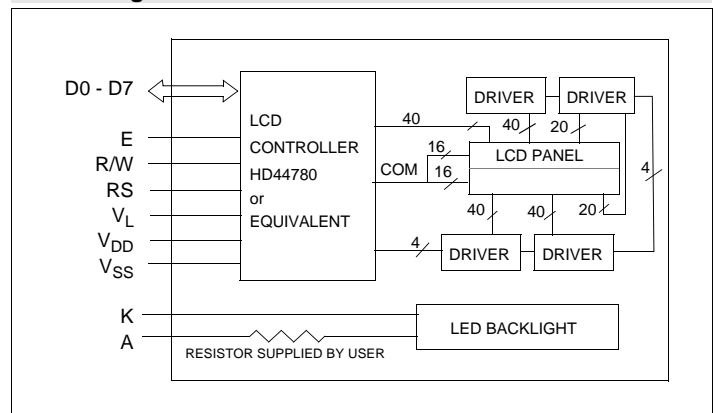 D0 - D7
E
R/W
RS
VL
VDD
VSS
K
A
LCD
CONTROLLER
HD44780
or
EQUIVALENT
40
COM
16
16
4
DRIVER
DRIVER
40
20
LCD PANEL
4
40
40
20
DRIVER
DRIVER
LED BACKLIGHT
RESISTOR SUPPLIED BY USER